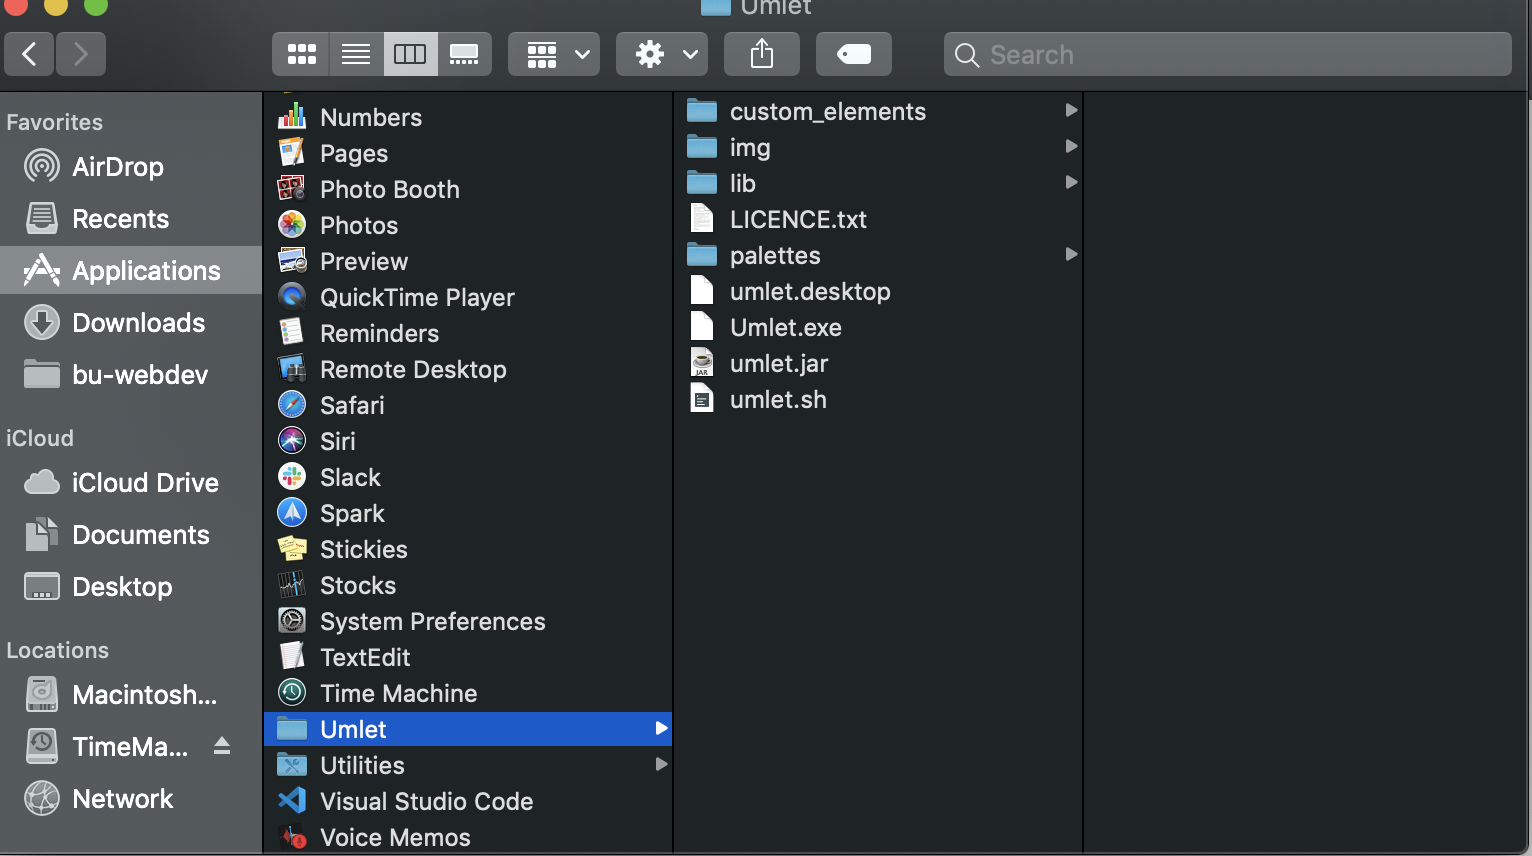 Umlet
Search
Favorites
AirDrop
Recents
Applications
Downloads
bu-webdev
iCloud
iCloud Drive
Documents
Desktop
Locations
Macintosh...
TimeMa...
Network
Numbers
Pages
Photo Booth
Photos
Preview
QuickTime Player
Reminders
Remote Desktop
Safari
Siri
Slack
Spark
Stickies
Stocks
System Preferences
TextEdit
Time Machine
Umlet
Utilities
Visual Studio Code
Voice Memos
custom_elements
img
lib
LICENCE.txt
palettes
umlet.desktop
Umlet.exe
JAR
umlet.jar
umlet.sh